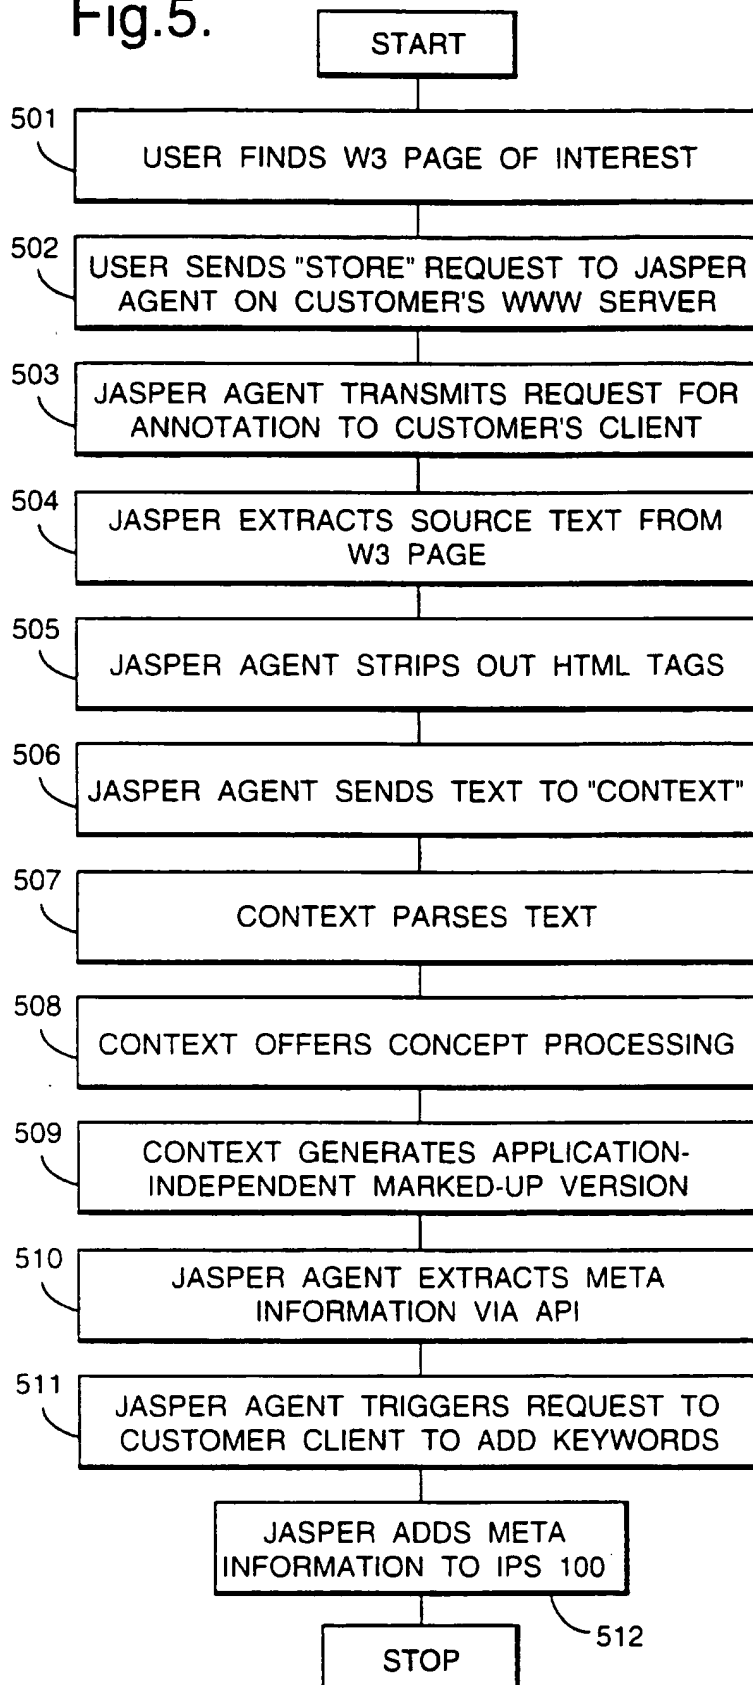 Fig.5.
START
501
USER FINDS W3 PAGE OF INTEREST
502
USER SENDS "STORE" REQUEST TO JASPER
AGENT ON CUSTOMER'S WWW SERVER
503
JASPER AGENT TRANSMITS REQUEST FOR
ANNOTATION TO CUSTOMER'S CLIENT
504
JASPER EXTRACTS SOURCE TEXT FROM
W3 PAGE
505
JASPER AGENT STRIPS OUT HTML TAGS
506
JASPER AGENT SENDS TEXT TO "CONTEXT"
507
CONTEXT PARSES TEXT
508
CONTEXT OFFERS CONCEPT PROCESSING
509
CONTEXT GENERATES APPLICATION-
INDEPENDENT MARKED-UP VERSION
510
JASPER AGENT EXTRACTS META
INFORMATION VIA API
511
JASPER AGENT TRIGGERS REQUEST TO
CUSTOMER CLIENT TO ADD KEYWORDS
JASPER ADDS META
INFORMATION TO IPS 100
512
STOP